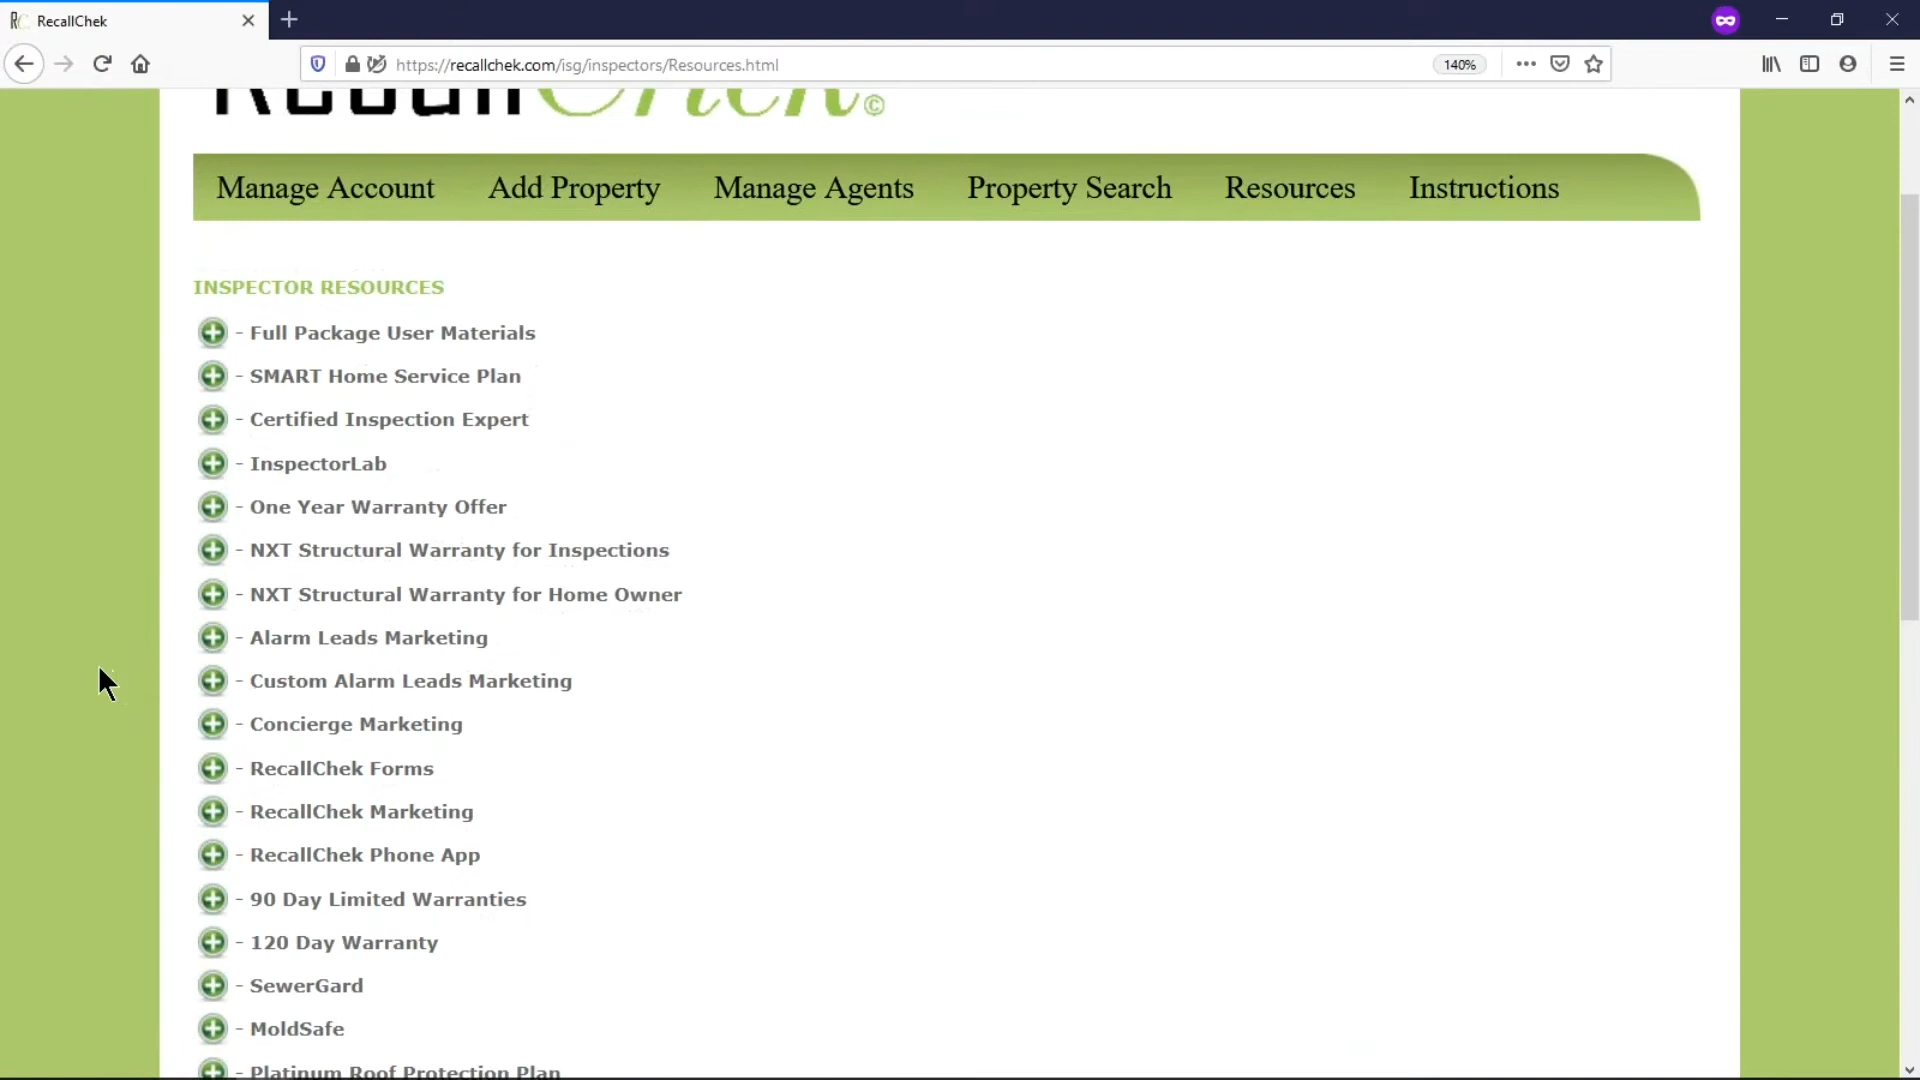 RecallChek
https://recallchek.com/isg/inspectors/Resources.html
140%
RecallChek©
Manage Account Add Property Manage Agents Property Search Resources Instructions
INSPECTOR RESOURCES
- Full Package User Materials
- SMART Home Service Plan
- Certified Inspection Expert
- InspectorLab
- One Year Warranty Offer
- NXT Structural Warranty for Inspections
- NXT Structural Warranty for Home Owner
- Alarm Leads Marketing
- Custom Alarm Leads Marketing
- Concierge Marketing
- RecallChek Forms
- RecallChek Marketing
- RecallChek Phone App
- 90 Day Limited Warranties
- 120 Day Warranty
- SewerGard
- MoldSafe
- Platinum Roof Protection Plan